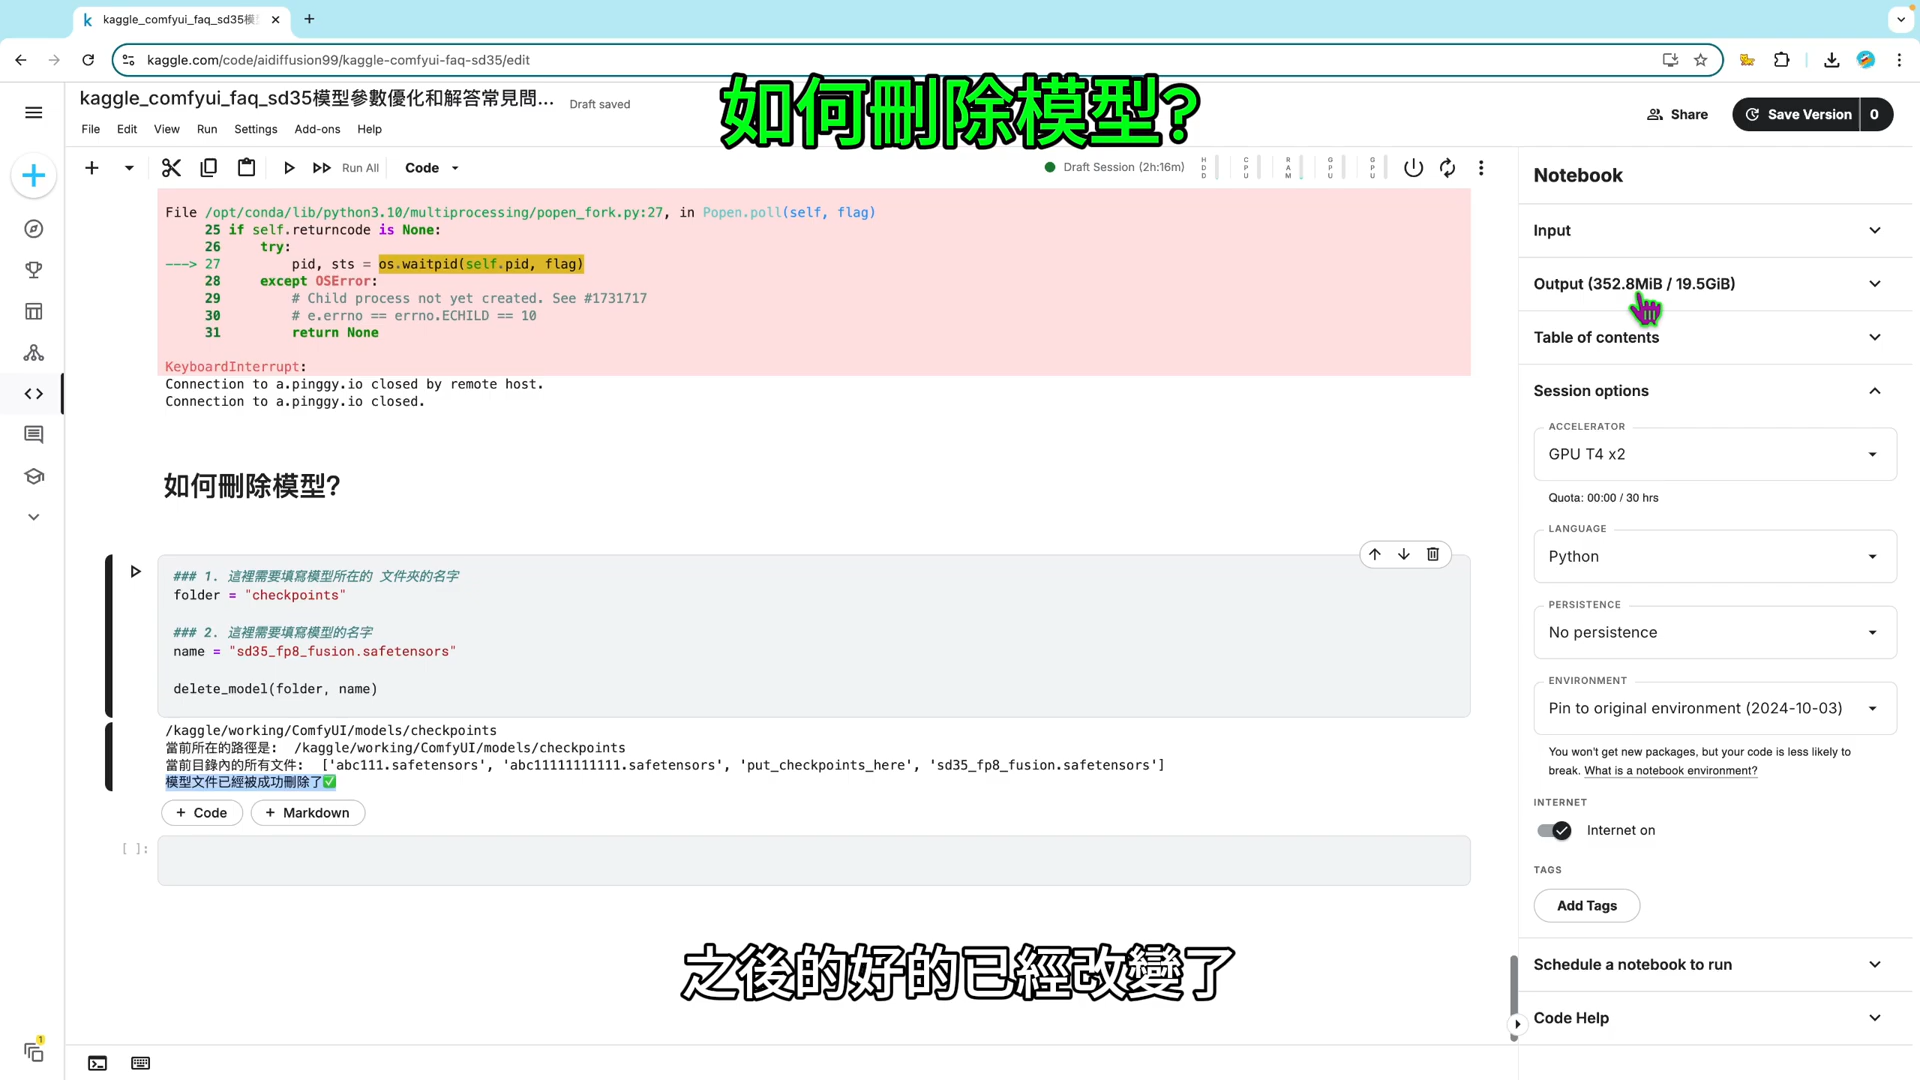 kaggle_comfyui_faq_sd35模
kaggle.com/code/aidiffusion99/kaggle-comfyui-faq-sd35/edit
kaggle_comfyui_faq_sd35模型參數優化和解答常見問...
Draft saved
如何刪除模型?
Share
Save Version
0
File
Edit
View
Run
Settings
Add-ons
Help
Run All
Code
Draft Session (2h:16m)
HDD
CPU
RAM
GPU
GPU
File /opt/conda/lib/python3.10/multiprocessing/popen_fork.py:27, in Popen.poll(self, flag)
25 if self.returncode is None:
26     try:
---> 27         pid, sts = os.waitpid(self.pid, flag)
28     except OSError:
29         # Child process not yet created. See #1731717
30         # e.errno == errno.ECHILD == 10
31         return None
KeyboardInterrupt:
Connection to a.pinggy.io closed by remote host.
Connection to a.pinggy.io closed.
如何刪除模型?
### 1. 這裡需要填寫模型所在的 文件夾的名字
folder = "checkpoints"
### 2. 這裡需要填寫模型的名字
name = "sd35_fp8_fusion.safetensors"
delete_model(folder, name)
/kaggle/working/ComfyUI/models/checkpoints
當前所在的路徑是:  /kaggle/working/ComfyUI/models/checkpoints
當前目錄內的所有文件:  ['abc111.safetensors', 'abc11111111111.safetensors', 'put_checkpoints_here', 'sd35_fp8_fusion.safetensors']
模型文件已經被成功刪除了✅
+ Code
+ Markdown
[ ]:
之後的好的已經改變了
Notebook
Input
Output (352.8MiB / 19.5GiB)
Table of contents
Session options
ACCELERATOR
GPU T4 x2
Quota: 00:00 / 30 hrs
LANGUAGE
Python
PERSISTENCE
No persistence
ENVIRONMENT
Pin to original environment (2024-10-03)
You won't get new packages, but your code is less likely to
break. What is a notebook environment?
INTERNET
Internet on
TAGS
Add Tags
Schedule a notebook to run
Code Help
1